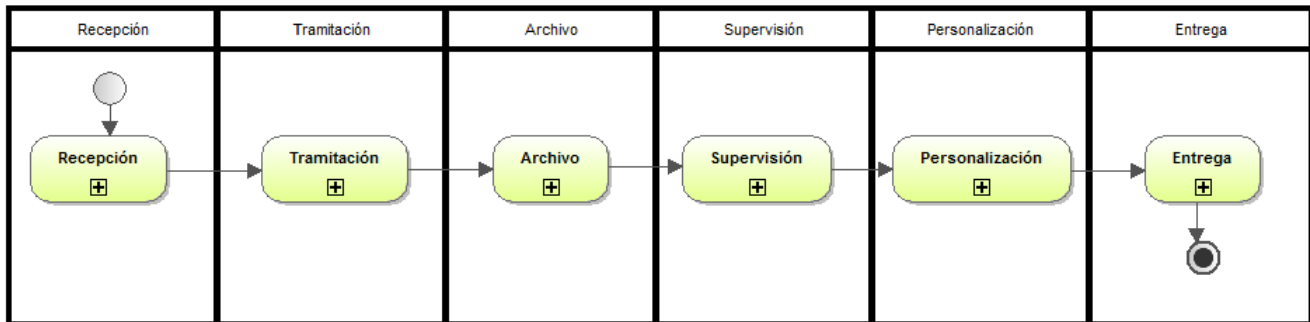 Recepción
Tramitación
Archivo
Supervisión
Personalización
Entrega
Recepción
Tramitación
Archivo
Supervisión
Personalización
Entrega